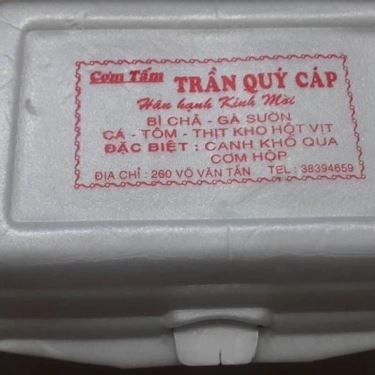 Cơm Tấm TRẦN QUÝ CÁP
Hân hạnh Kính Mời
BÌ CHẢ - GÀ SƯỜN
CÁ - TÔM - THỊT KHO HỘT VỊT
ĐẶC BIỆT : CANH KHỔ QUA
CƠM HỘP
ĐỊA CHỈ : 260 VÕ VĂN TẦN TEL : 38394659